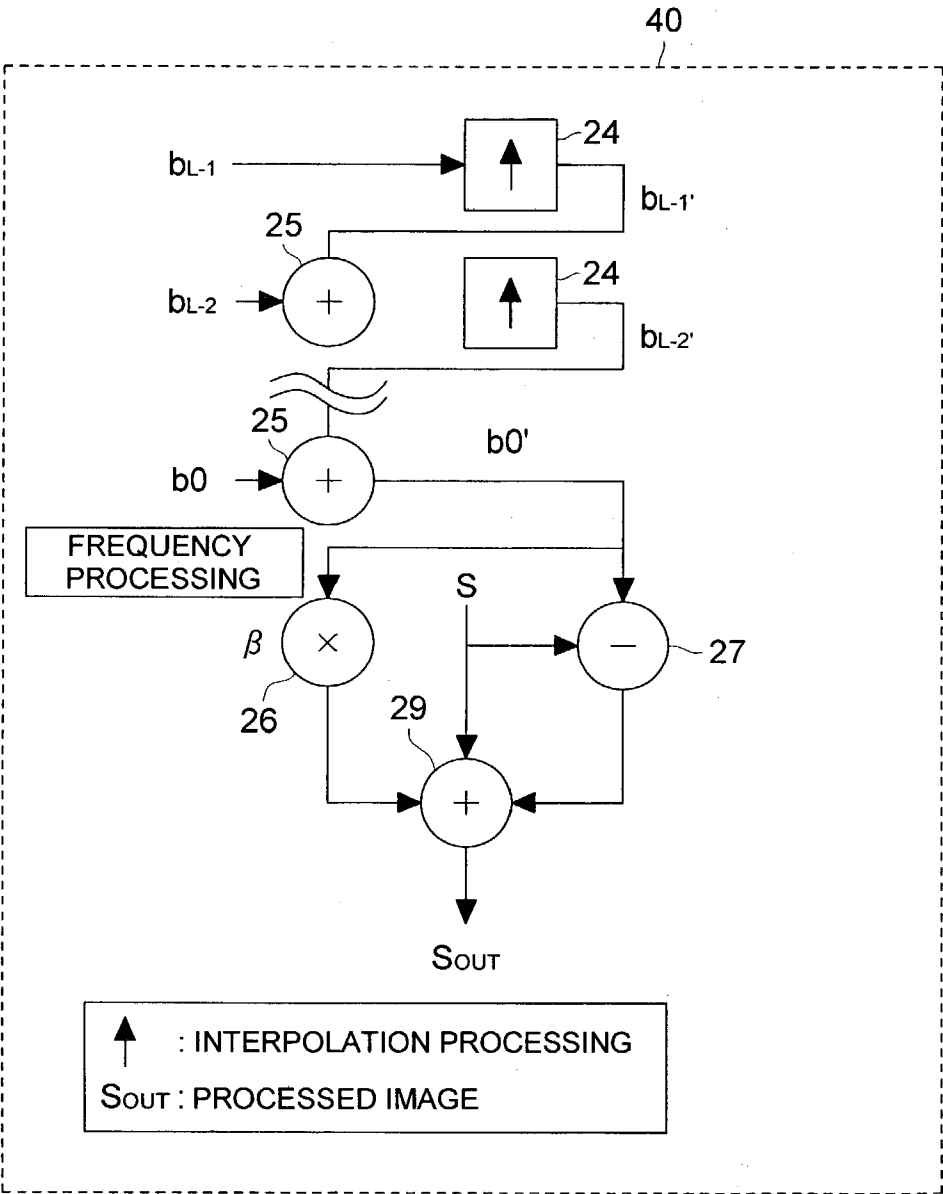 40
24
bL-1
bL-1'
25
24
bL-2
+
bL-2'
25
b0'
b0
+
FREQUENCY
PROCESSING
S
β
×
−
27
26
29
+
SOUT
: INTERPOLATION PROCESSING
SOUT : PROCESSED IMAGE